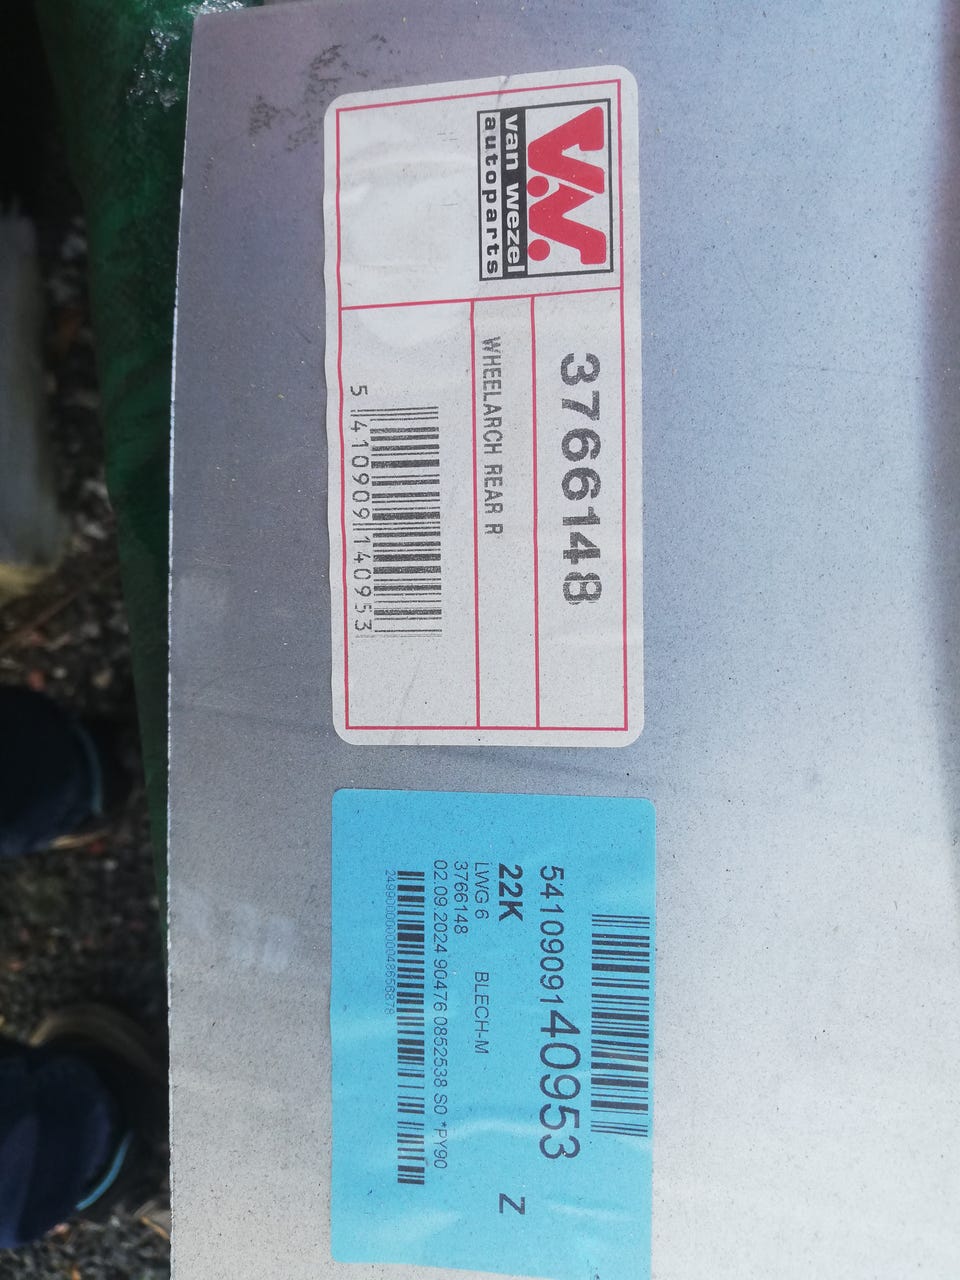 V.W.
van wezel
autoparts
3766148
WHEELARCH REAR R
5 410909 140953
5410909140953
22K Z
LWG 6 BLECH-M
3766148
02.09.2024 90476 0852538 S0 *PY90